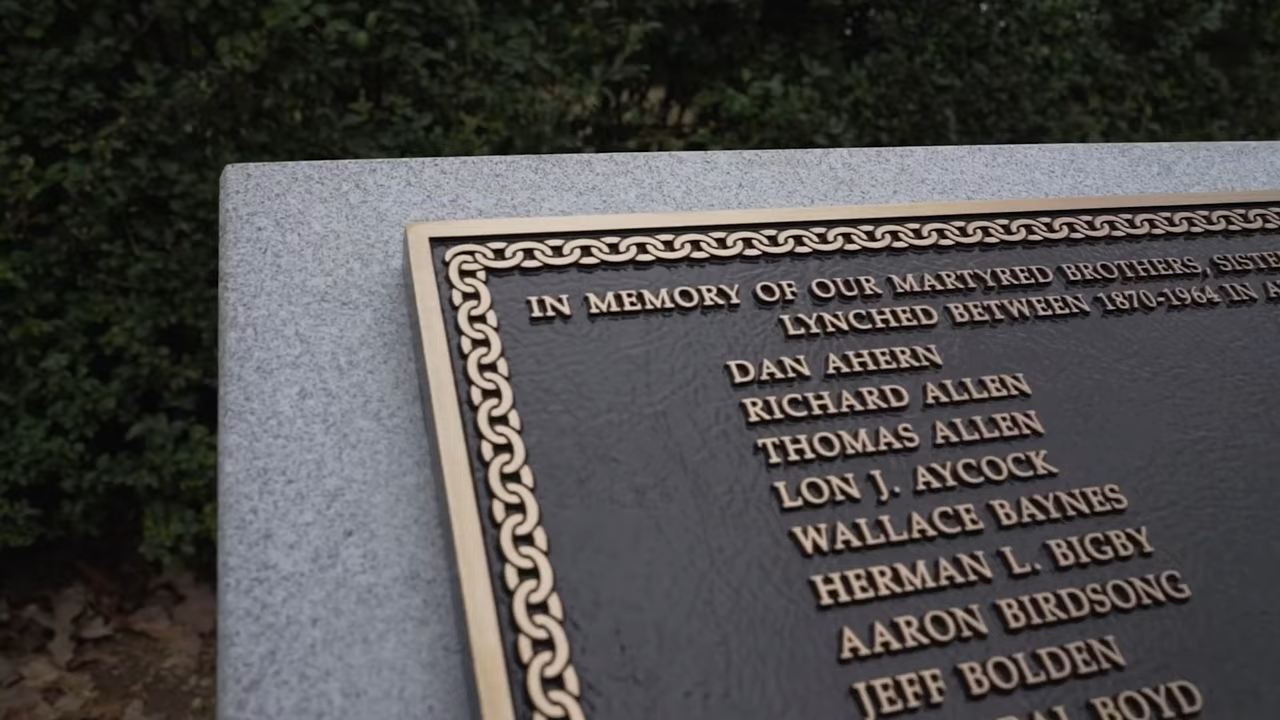 IN MEMORY OF OUR MARTYRED BROTHERS,
LYNCHED BETWEEN 1870-1964 IN
DAN AHERN
RICHARD ALLEN
THOMAS ALLEN
LON J. AYCOCK
WALLACE BAYNES
HERMAN L. BIGBY
AARON BIRDSONG
JEFF BOLDEN
BOYD